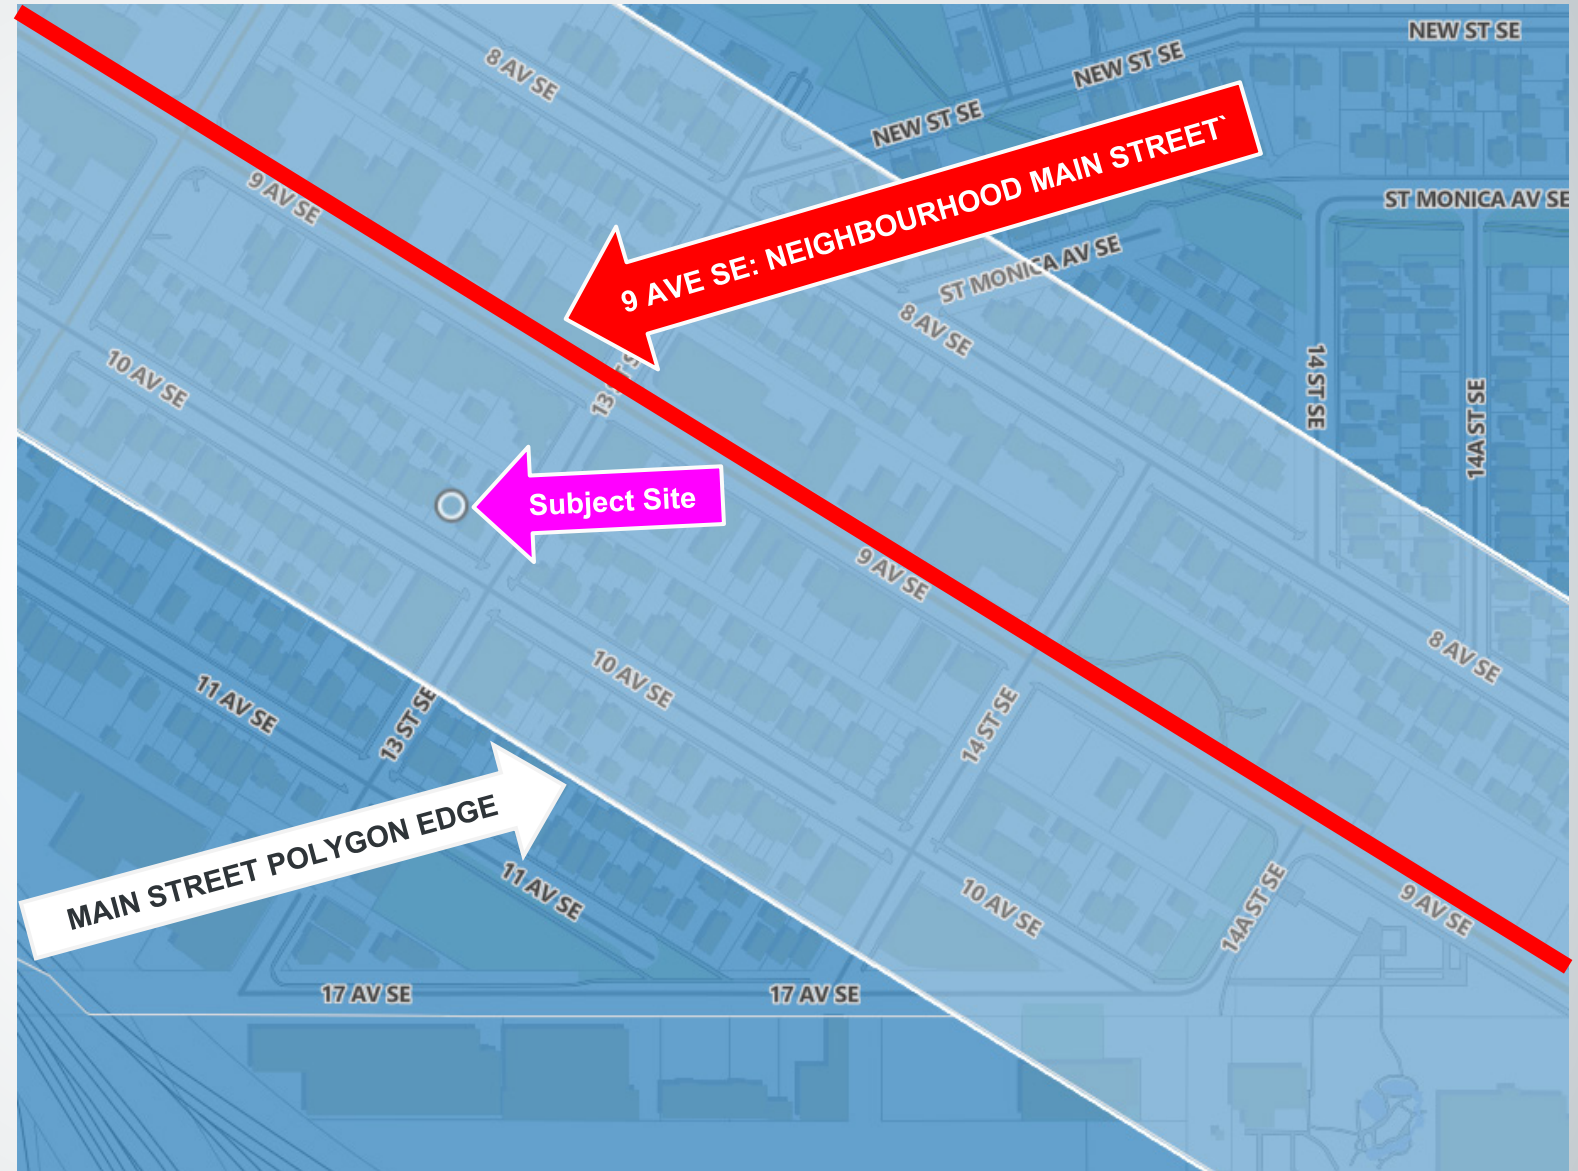 NEW ST SE
8 AV SE
NEW ST SE
NEW ST SE
9 AVE SE: NEIGHBOURHOOD MAIN STREET`
9 AV SE
ST MONICA AV SE
ST MONICA AV SE
8 AV SE
10 AV SE
13
14 ST SE
14A ST SE
Subject Site
9 AV SE
8 AV SE
10 AV SE
11 AV SE
13 ST SE
14 ST SE
MAIN STREET POLYGON EDGE
11 AV SE
10 AV SE
14A ST SE
9 AV SE
17 AV SE
17 AV SE